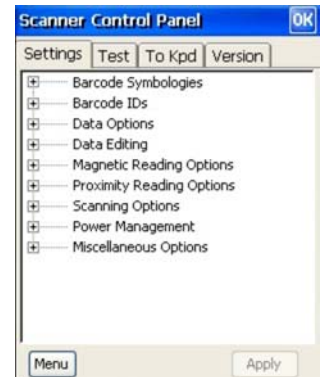 Scanner Control Panel OK
Settings Test To Kpd Version
Barcode Symbologies
Barcode IDs
Data Options
Data Editing
Magnetic Reading Options
Proximity Reading Options
Scanning Options
Power Management
Miscellaneous Options
Menu Apply